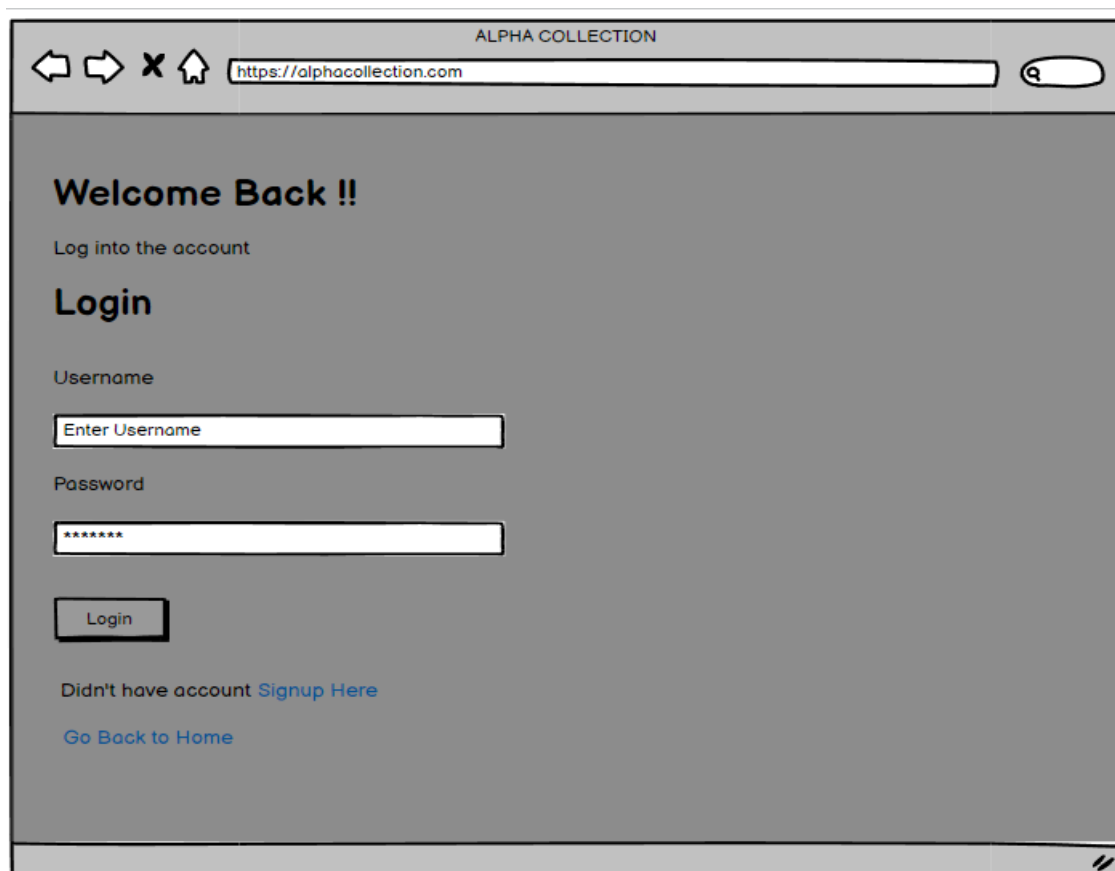 ALPHA COLLECTION
https://alphacollection.com
Welcome Back !!
Log into the account
Login
Username
Enter Username
Password
*******
Login
Didn't have account Signup Here
Go Back to Home